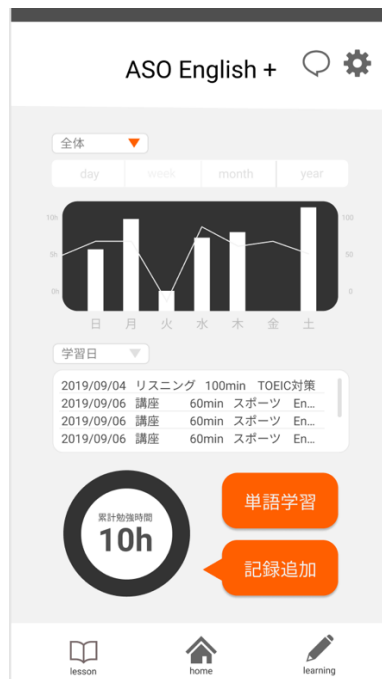 ASO English +
全体
day week month year
10h 100
5h 50
0h 0
日 月 火 水 木 金 土
学習日
2019/09/04 リスニング 100min TOEIC対策
2019/09/06 講座 60min スポーツ En...
2019/09/06 講座 60min スポーツ En...
2019/09/06 講座 60min スポーツ En...
累計勉強時間
10h
単語学習
記録追加
lesson home learning